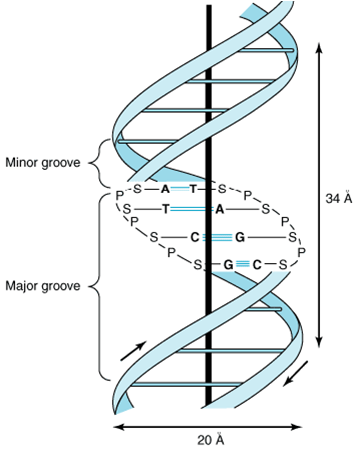 Minor groove
P S A T S P
S T A S P
P S C G S
P S G C S P
Major groove
34 Å
20 Å